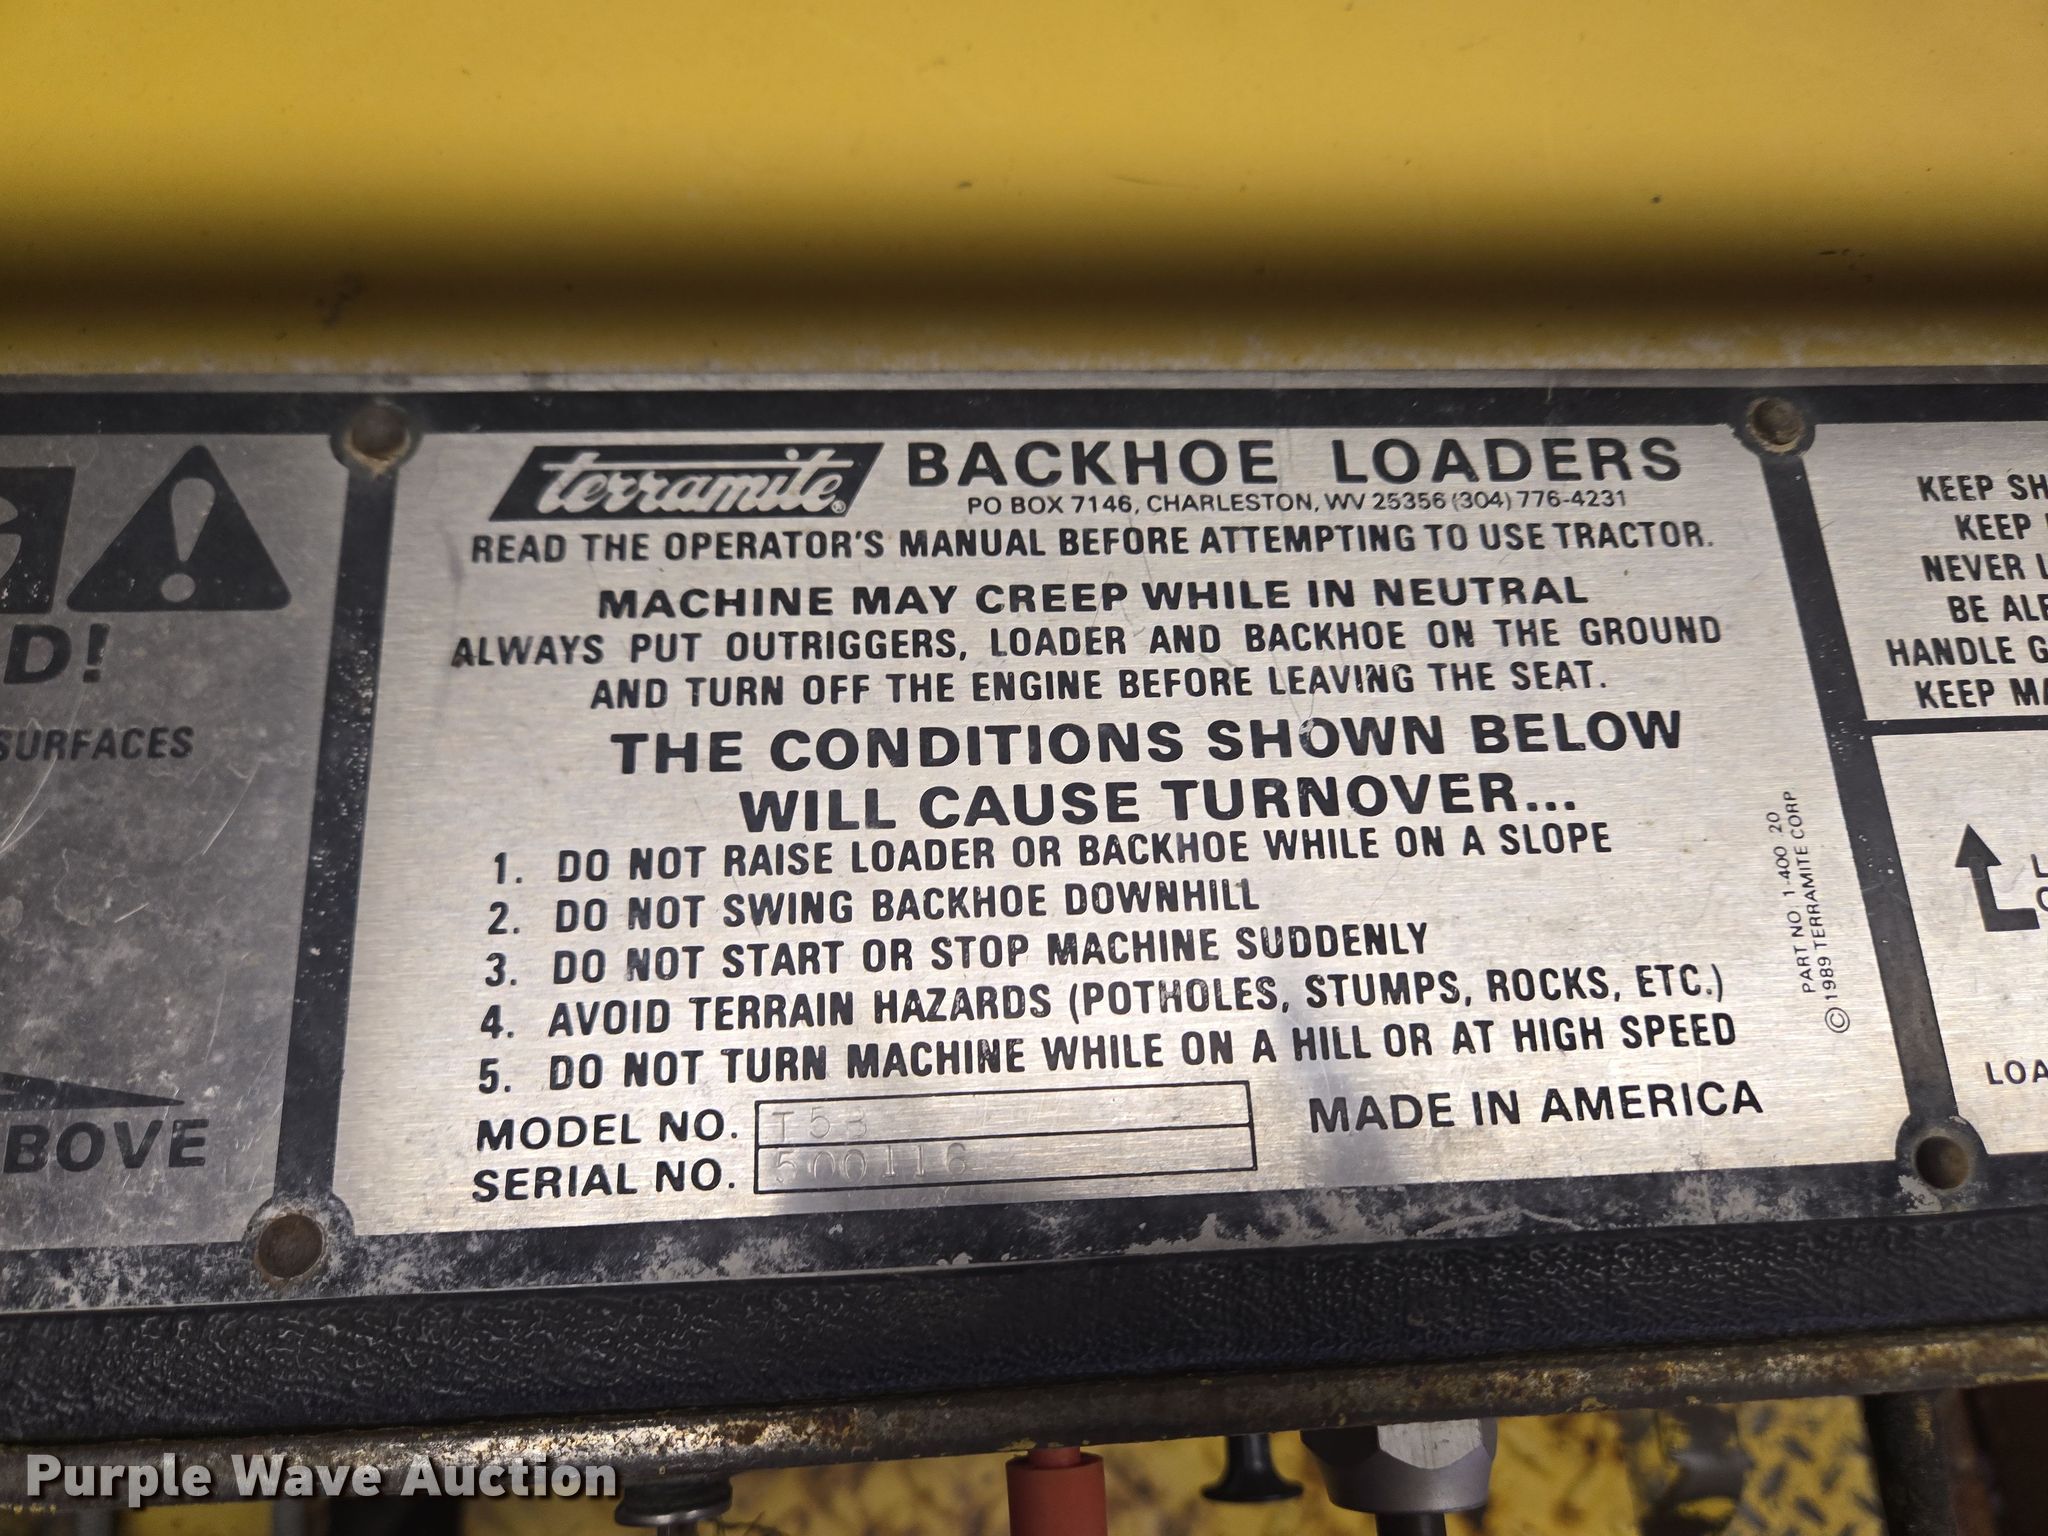 D!
SURFACES
BOVE
terramite®
BACKHOE LOADERS
PO BOX 7146, CHARLESTON, WV 25356 (304) 776-4231
READ THE OPERATOR'S MANUAL BEFORE ATTEMPTING TO USE TRACTOR.
MACHINE MAY CREEP WHILE IN NEUTRAL
ALWAYS PUT OUTRIGGERS, LOADER AND BACKHOE ON THE GROUND
AND TURN OFF THE ENGINE BEFORE LEAVING THE SEAT.
THE CONDITIONS SHOWN BELOW
WILL CAUSE TURNOVER...
1. DO NOT RAISE LOADER OR BACKHOE WHILE ON A SLOPE
2. DO NOT SWING BACKHOE DOWNHILL
3. DO NOT START OR STOP MACHINE SUDDENLY
4. AVOID TERRAIN HAZARDS (POTHOLES, STUMPS, ROCKS, ETC.)
5. DO NOT TURN MACHINE WHILE ON A HILL OR AT HIGH SPEED
MODEL NO. T5B
SERIAL NO. 500116
MADE IN AMERICA
PART NO 1-400 20
© 1989 TERRAMITE CORP
KEEP SH
KEEP
NEVER L
BE ALE
HANDLE G
KEEP MA
LOA
Purple Wave Auction